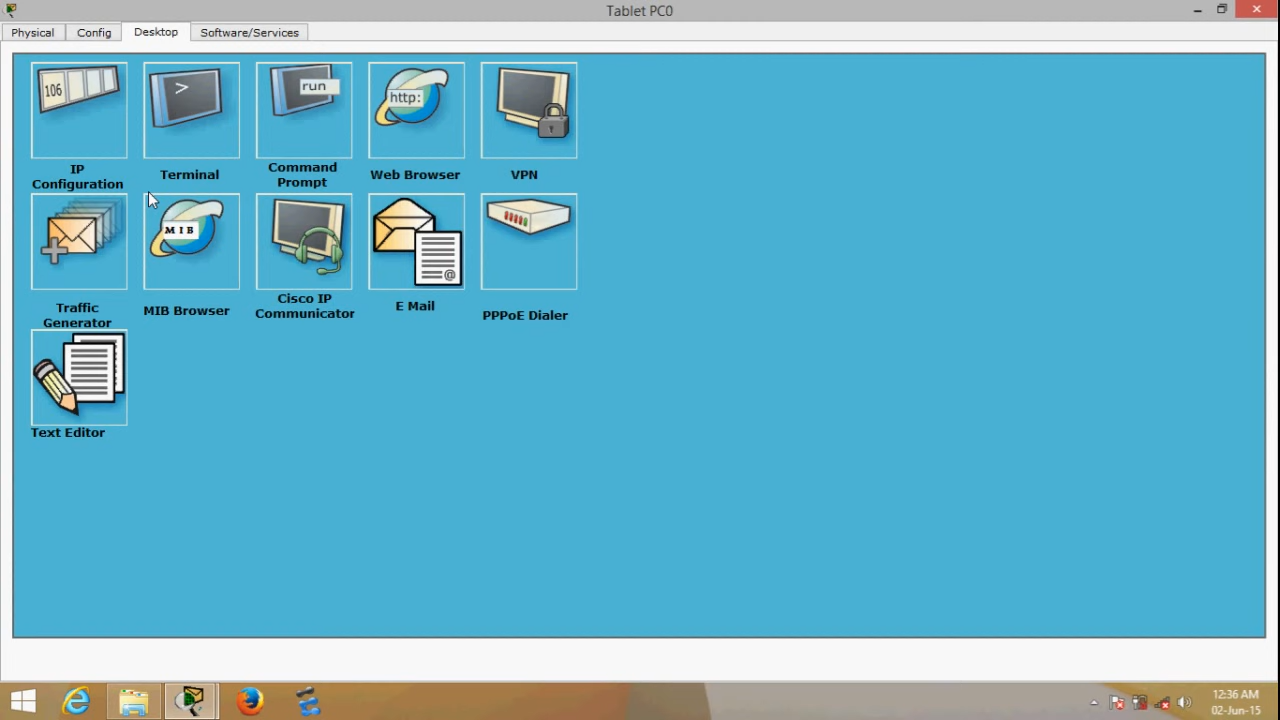 Tablet PC0
Physical
Config
Desktop
Software/Services
106
>
run
http:
IP
Configuration
Terminal
Command
Prompt
Web Browser
VPN
MIB
@
Traffic
Generator
MIB Browser
Cisco IP
Communicator
E Mail
PPPoE Dialer
Text Editor
12:36 AM
02-Jun-15